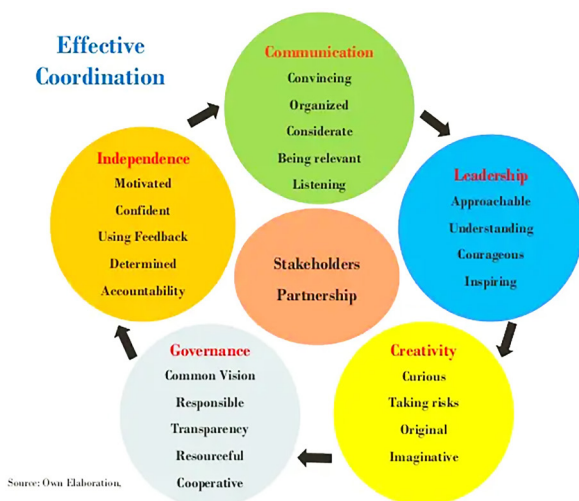 Effective
Coordination
Communication
Convincing
Organized
Considerate
Being relevant
Listening
Leadership
Approachable
Understanding
Courageous
Inspiring
Creativity
Curious
Taking risks
Original
Imaginative
Governance
Common Vision
Responsible
Transparency
Resourceful
Cooperative
Independence
Motivated
Confident
Using Feedback
Determined
Accountability
Stakeholders
Partnership
Source: Own Elaboration,